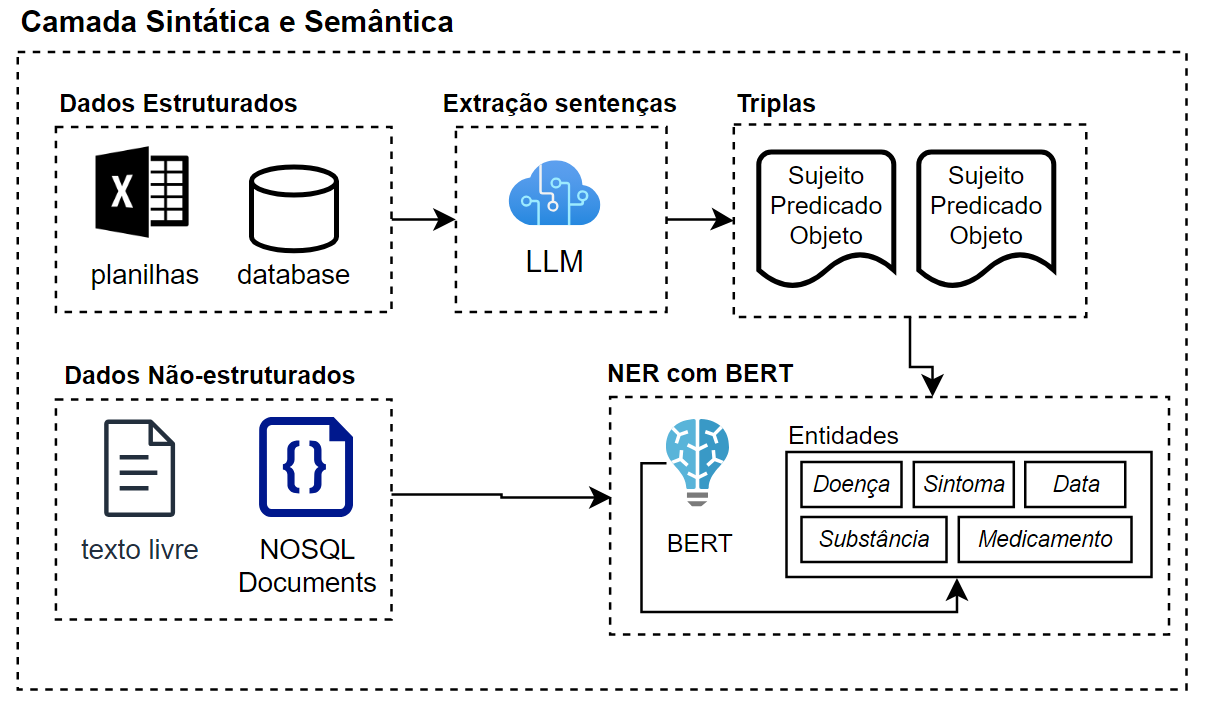 Camada Sintática e Semântica
Dados Estruturados
planilhas
database
Extração sentenças
LLM
Triplas
Sujeito
Predicado
Objeto
Sujeito
Predicado
Objeto
Dados Não-estruturados
texto livre
{}
NOSQL
Documents
NER com BERT
BERT
Entidades
Doença
Sintoma
Data
Substância
Medicamento